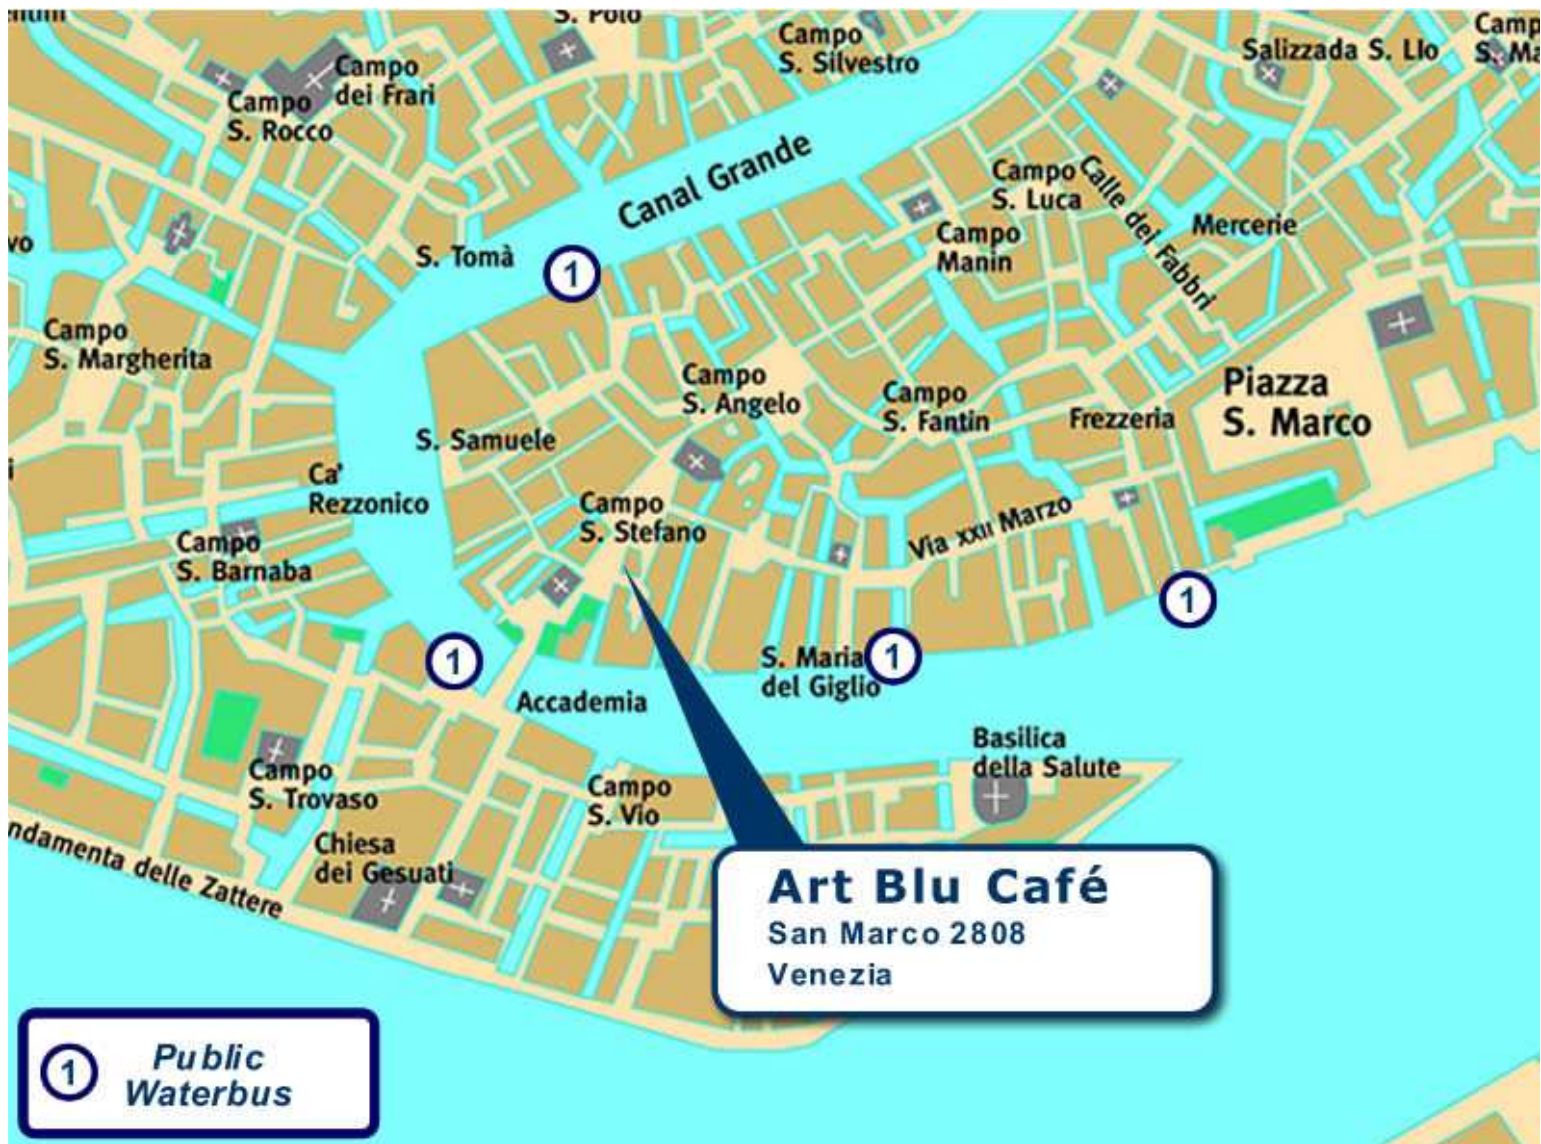 S. Polo
Campo
S. Silvestro
Salizzada S. Llo
Camp
S. Ma
Campo
dei Frari
Campo
S. Rocco
Canal Grande
Campo
S. Luca
Calle dei Fabbri
Mercerie
Campo
Manin
vo
S. Tomà
1
Campo
S. Margherita
Campo
S. Angelo
Campo
S. Fantin
Frezzeria
Piazza
S. Marco
S. Samuele
i
Ca'
Rezzonico
Campo
S. Stefano
Via XXII Marzo
Campo
S. Barnaba
1
1
1
S. Maria
del Giglio
Accademia
Basilica
della Salute
Campo
S. Trovaso
Campo
S. Vio
Chiesa
dei Gesuati
ndamenta delle Zattere
Art Blu Café
San Marco 2808
Venezia
1
Public
Waterbus